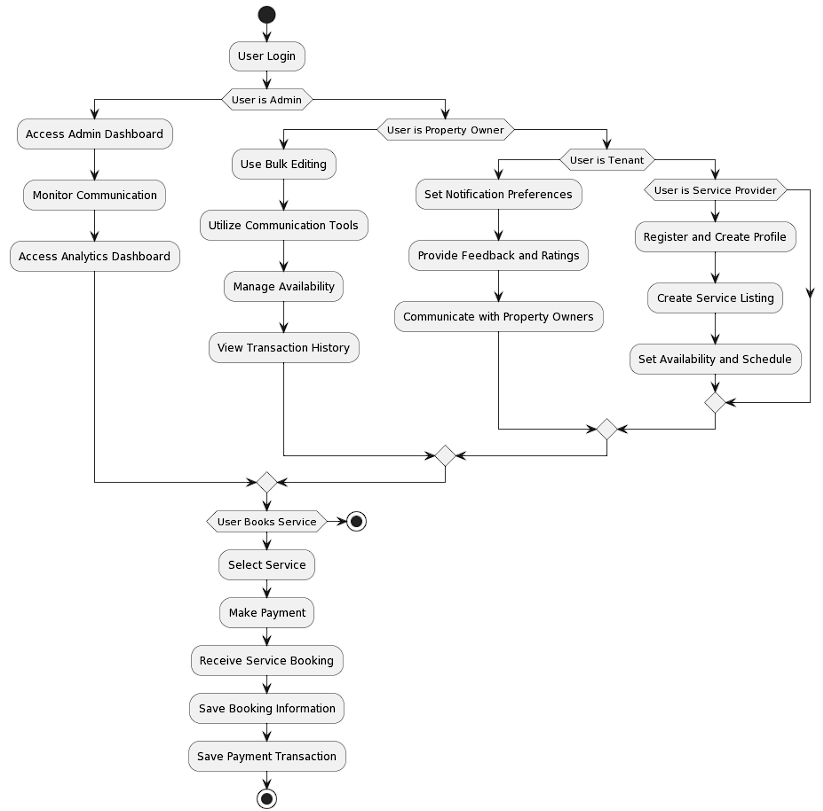 User Login
User is Admin
Access Admin Dashboard
Monitor Communication
Access Analytics Dashboard
User is Property Owner
Use Bulk Editing
Utilize Communication Tools
Manage Availability
View Transaction History
User is Tenant
Set Notification Preferences
Provide Feedback and Ratings
Communicate with Property Owners
User is Service Provider
Register and Create Profile
Create Service Listing
Set Availability and Schedule
User Books Service
Select Service
Make Payment
Receive Service Booking
Save Booking Information
Save Payment Transaction